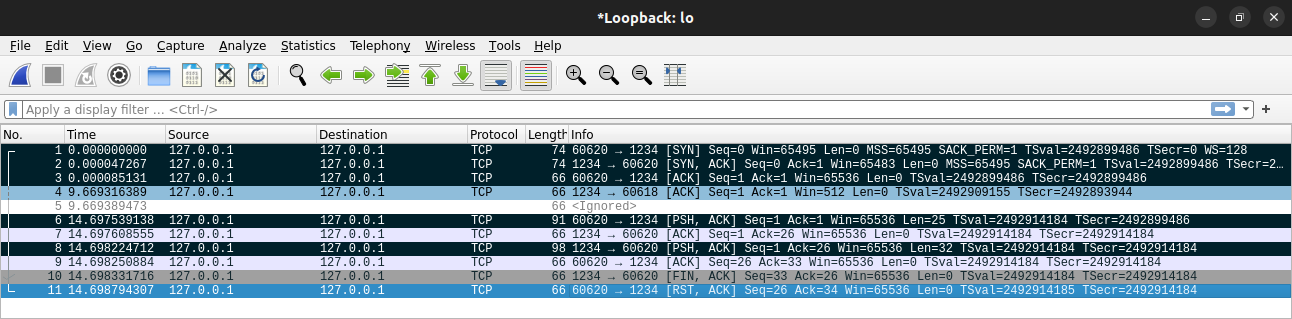 *Loopback: lo
File Edit View Go Capture Analyze Statistics Telephony Wireless Tools Help
Apply a display filter ... <Ctrl-/>
No. Time Source Destination Protocol Length Info
1 0.000000000 127.0.0.1 127.0.0.1 TCP 74 60620 → 1234 [SYN] Seq=0 Win=65495 Len=0 MSS=65495 SACK_PERM=1 TSval=2492899486 TSecr=0 WS=128
2 0.000047267 127.0.0.1 127.0.0.1 TCP 74 1234 → 60620 [SYN, ACK] Seq=0 Ack=1 Win=65483 Len=0 MSS=65495 SACK_PERM=1 TSval=2492899486 TSecr=2...
3 0.000085131 127.0.0.1 127.0.0.1 TCP 66 60620 → 1234 [ACK] Seq=1 Ack=1 Win=65536 Len=0 TSval=2492899486 TSecr=2492899486
4 9.669316389 127.0.0.1 127.0.0.1 TCP 66 1234 → 60618 [ACK] Seq=1 Ack=1 Win=512 Len=0 TSval=2492909155 TSecr=2492893944
5 9.669389473 66 <Ignored>
6 14.697539138 127.0.0.1 127.0.0.1 TCP 91 60620 → 1234 [PSH, ACK] Seq=1 Ack=1 Win=65536 Len=25 TSval=2492914184 TSecr=2492899486
7 14.697608555 127.0.0.1 127.0.0.1 TCP 66 1234 → 60620 [ACK] Seq=1 Ack=26 Win=65536 Len=0 TSval=2492914184 TSecr=2492914184
8 14.698224712 127.0.0.1 127.0.0.1 TCP 98 1234 → 60620 [PSH, ACK] Seq=1 Ack=26 Win=65536 Len=32 TSval=2492914184 TSecr=2492914184
9 14.698250884 127.0.0.1 127.0.0.1 TCP 66 60620 → 1234 [ACK] Seq=26 Ack=33 Win=65536 Len=0 TSval=2492914184 TSecr=2492914184
10 14.698331716 127.0.0.1 127.0.0.1 TCP 66 1234 → 60620 [FIN, ACK] Seq=33 Ack=26 Win=65536 Len=0 TSval=2492914184 TSecr=2492914184
11 14.698794307 127.0.0.1 127.0.0.1 TCP 66 60620 → 1234 [RST, ACK] Seq=26 Ack=34 Win=65536 Len=0 TSval=2492914185 TSecr=2492914184